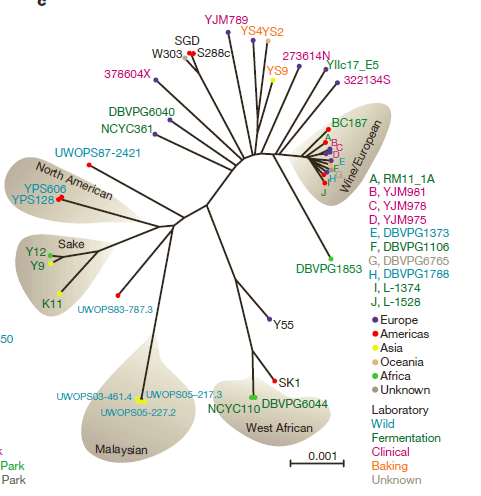 c
YJM789
YS4 YS2
SGD
W303 S288c
273614N
YIlc17_E5
378604X
YS9
322134S
DBVPG6040
NCYC361
BC187
UWOPS87-2421
Wine/European
A
B
C
D
E
F
G
H
I
J
North American
YPS606
YPS128
A, RM11_1A
B, YJM981
C, YJM978
D, YJM975
E, DBVPG1373
F, DBVPG1106
G, DBVPG6765
H, DBVPG1788
I, L-1374
J, L-1528
Sake
Y12
Y9
K11
DBVPG1853
UWOPS83-787.3
Y55
Europe
Americas
Asia
Oceania
Africa
Unknown
50
SK1
UWOPS03-461.4
UWOPS05-217.3
UWOPS05-227.2
NCYC110
DBVPG6044
West African
Malaysian
0.001
Laboratory
Wild
Fermentation
Clinical
Baking
Unknown
k
Park
Park